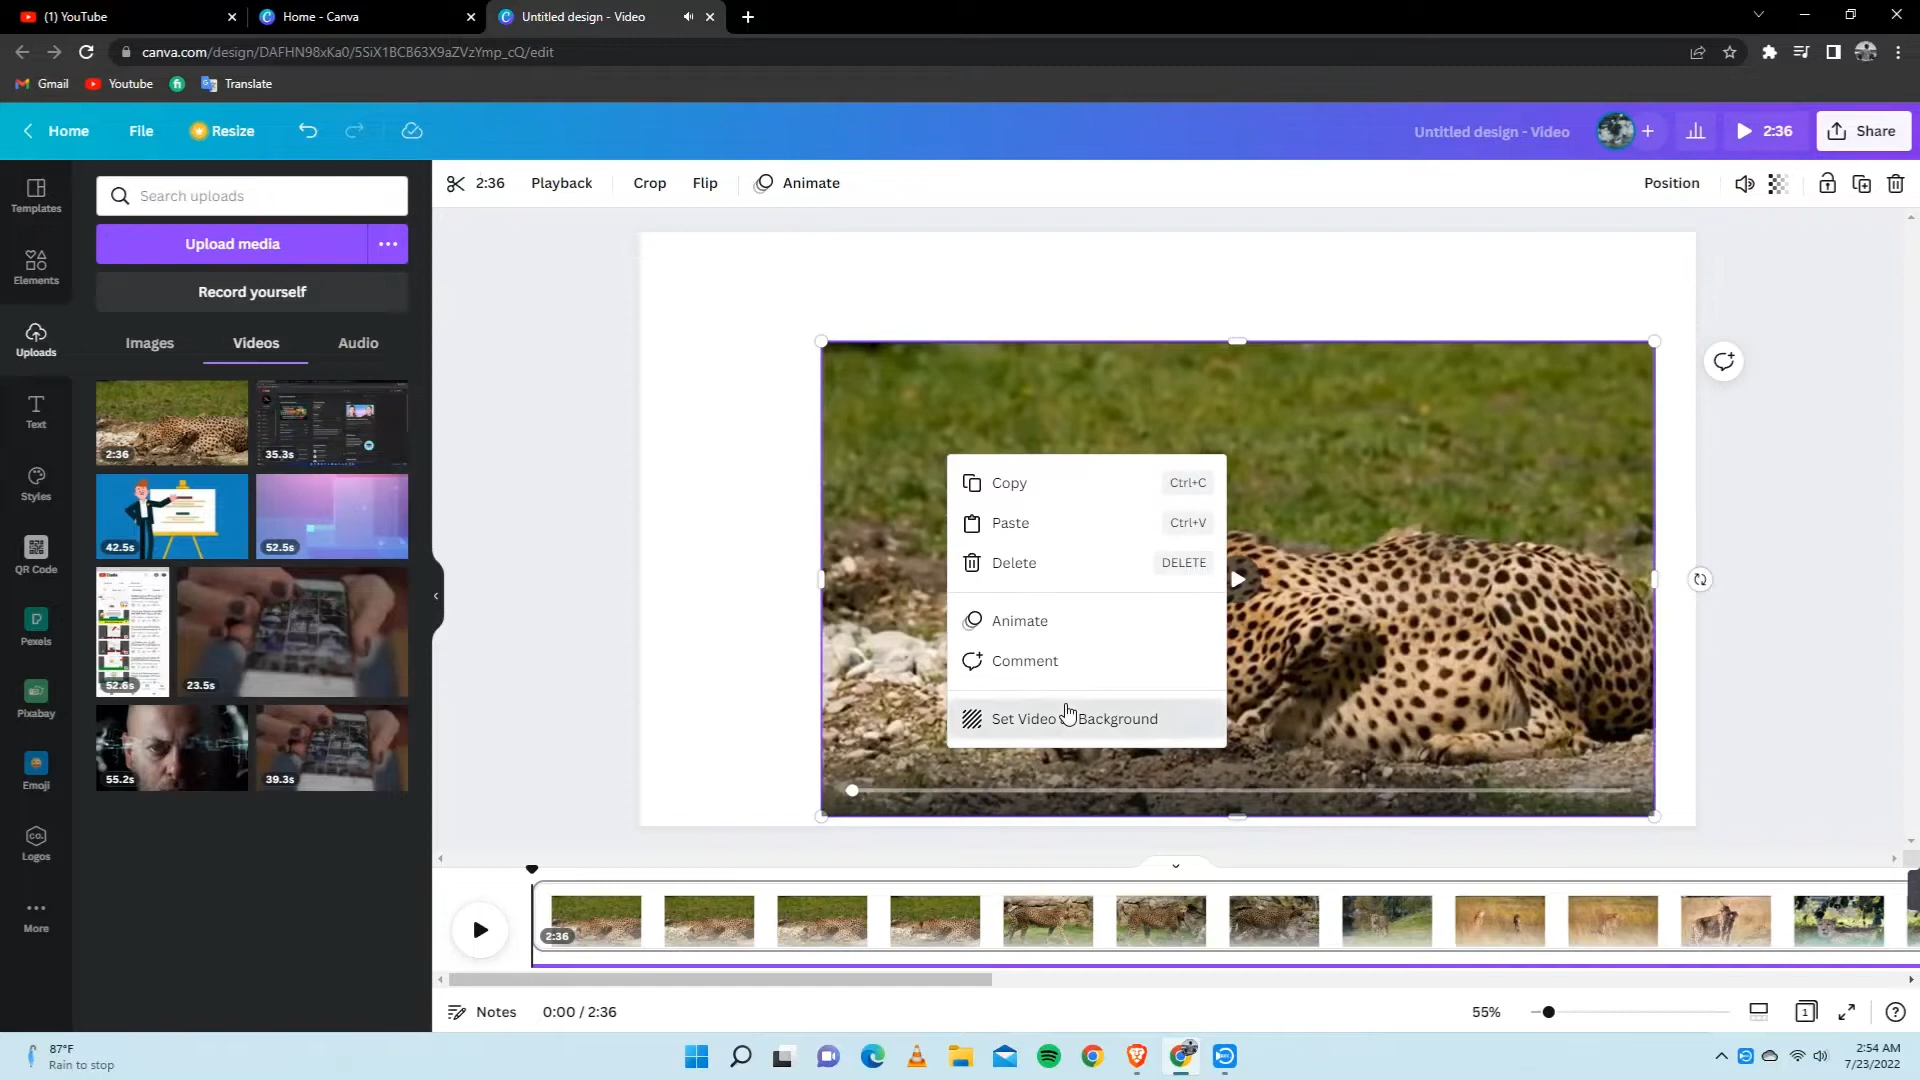 (1) YouTube
Home - Canva
Untitled design - Video
canva.com/design/DAFHN98xKa0/5SiX1BCB63X9aZVzYmp_cQ/edit
Gmail
Youtube
Translate
Home
File
Resize
Untitled design - Video
2:36
Share
Templates
Elements
Uploads
Text
Styles
QR Code
Pexels
Pixabay
Emoji
Logos
More
Search uploads
Upload media
Record yourself
Images
Videos
Audio
2:36
35.3s
42.5s
52.5s
52.6s
23.5s
55.2s
39.3s
2:36
Playback
Crop
Flip
Animate
Position
Copy Ctrl+C
Paste Ctrl+V
Delete DELETE
Animate
Comment
Set Video Background
2:36
Notes
0:00 / 2:36
55%
1
87°F
Rain to stop
2:54 AM
7/23/2022